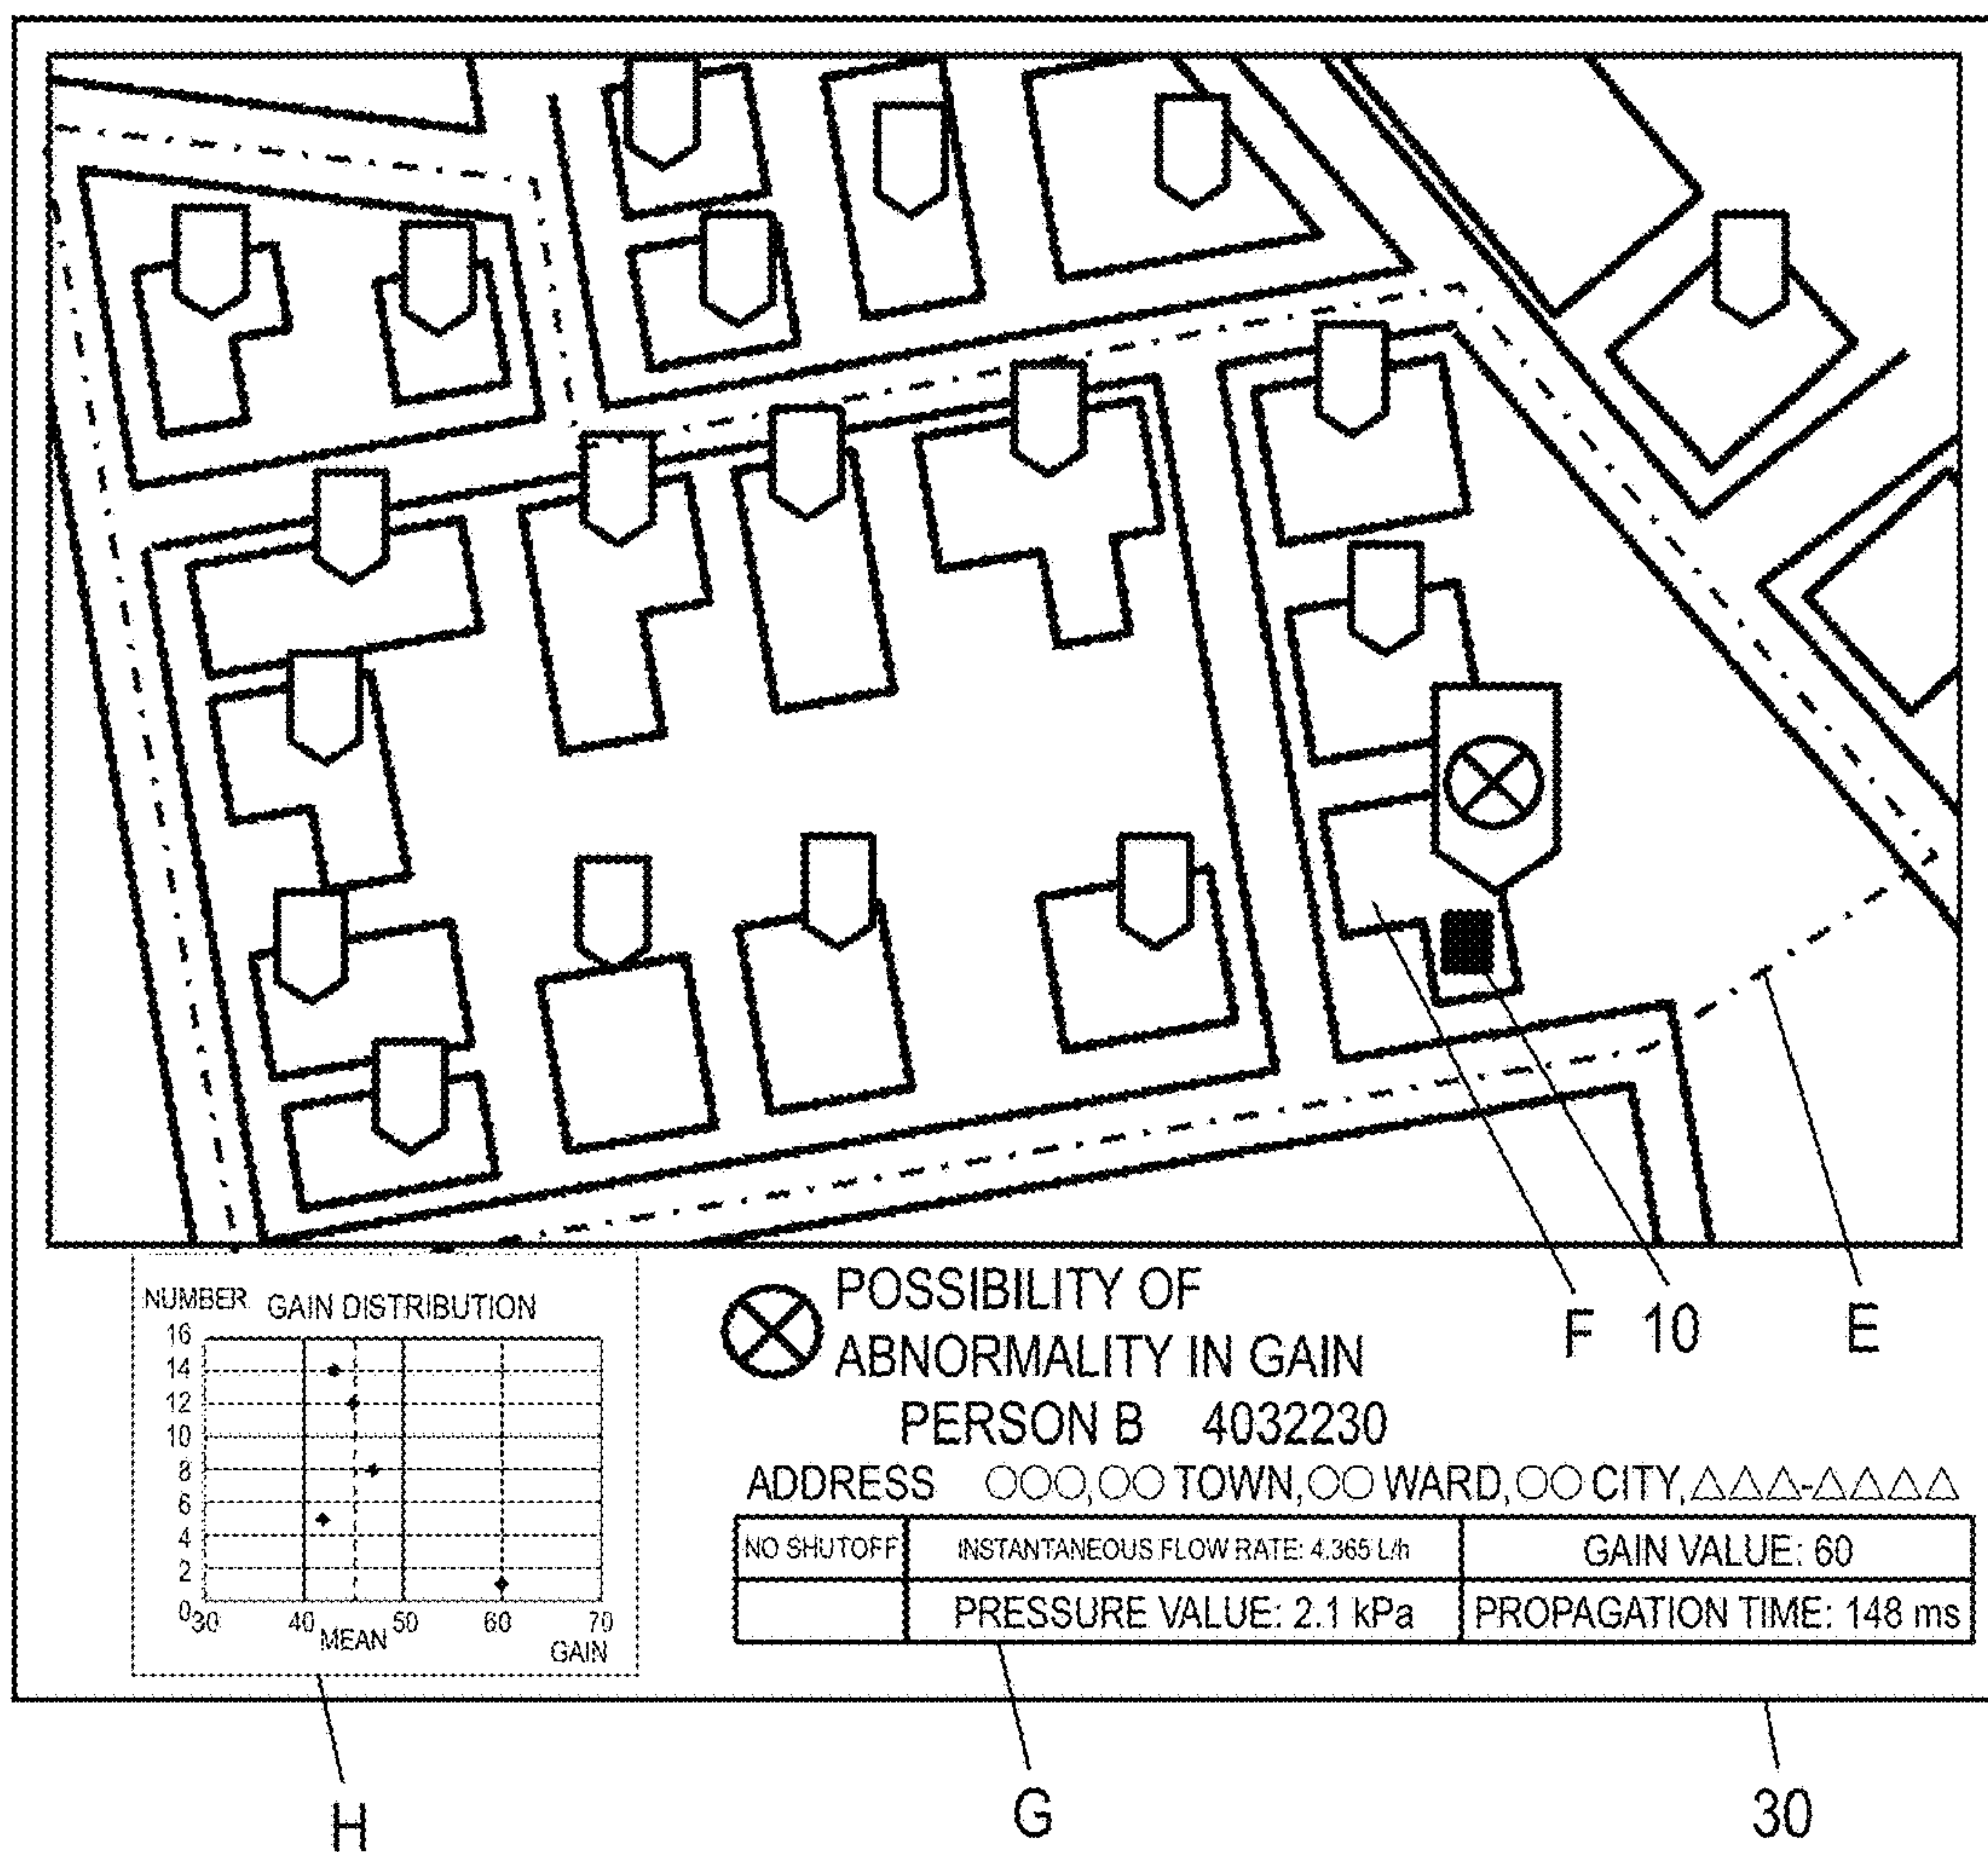 NUMBER GAIN DISTRIBUTION
16
14
12
10
8
6
4
2
0
30 40 50 60 70
MEAN
GAIN
POSSIBILITY OF
ABNORMALITY IN GAIN
PERSON B 4032230
ADDRESS ○○○,○○ TOWN,○○ WARD,○○ CITY,△△△-△△△△
NO SHUTOFF INSTANTANEOUS FLOW RATE: 4.365 L/h GAIN VALUE: 60
PRESSURE VALUE: 2.1 kPa PROPAGATION TIME: 148 ms
F 10 E
H G 30